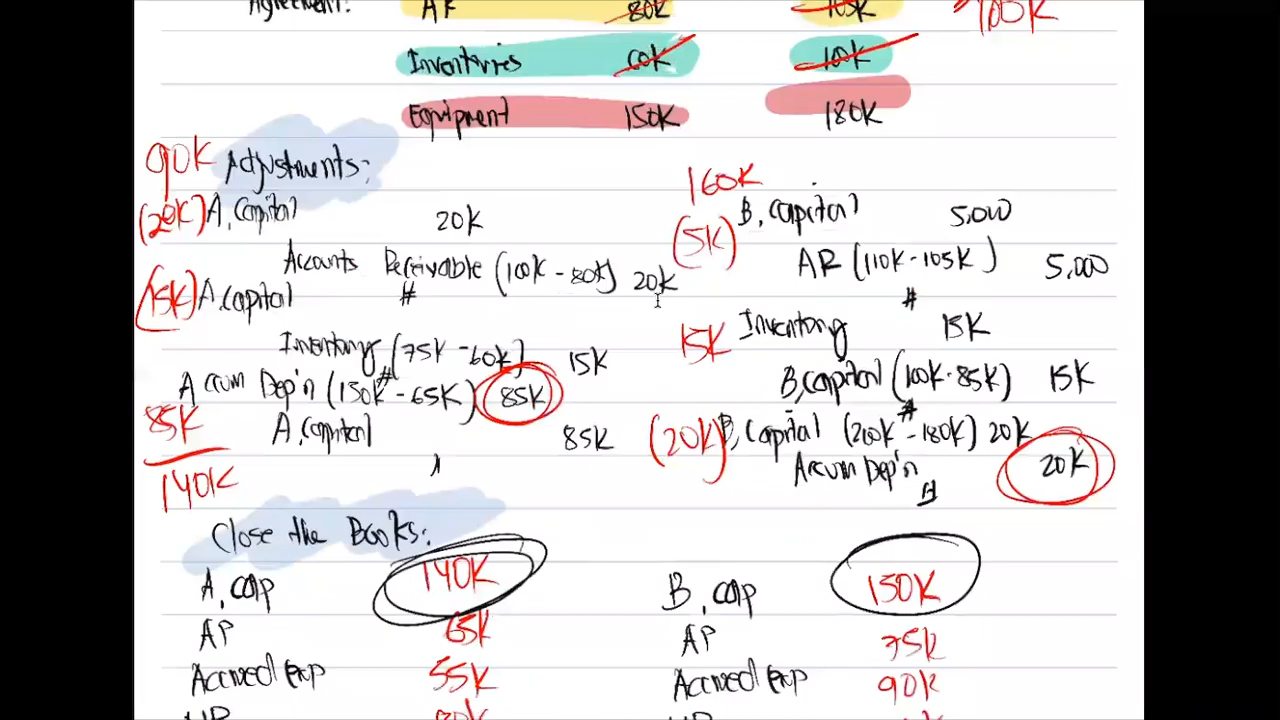 Agreement: AR 80K 105K 100K
Inventories 60K 100K
Equipment 150K 180K
90K Adjustments:
160K
(20K) A, Capital 20K
B, Capital 5,000
(5K)
Accounts Receivable (100K - 80K) 20K
AR (110K - 105K) 5,000
#
#
(15K) A, Capital
Inventory (75K - 60K) 15K
#
15K Inventory 15K
B, Capital (100K - 85K) 15K
#
Accum Dep'n (150K - 65K) 85K
85K A, Capital 85K
140K
(20K) B, Capital (200K - 180K) 20K
Accum Dep'n 20K
#
Close the Books:
A, cap 140K B, cap 150K
AP 65K AP 75K
Accrued exp 55K Accrued exp 90K